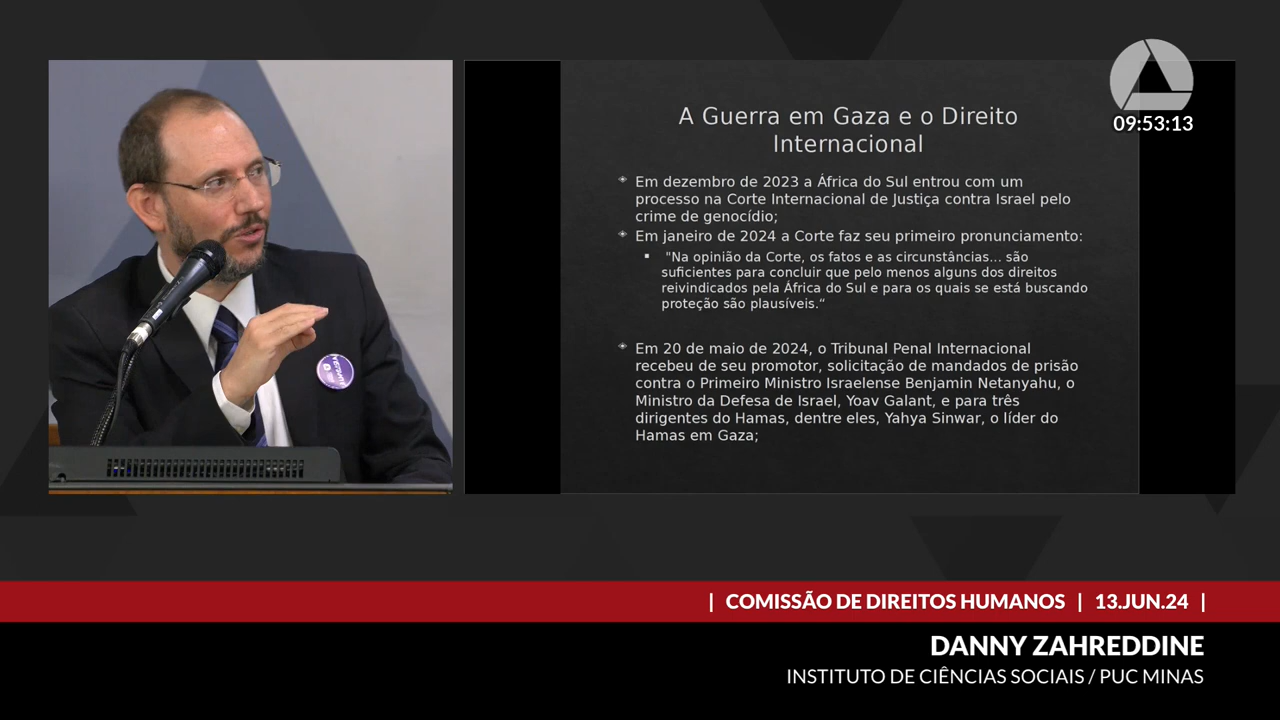 09:53:13
A Guerra em Gaza e o Direito
Internacional
Em dezembro de 2023 a África do Sul entrou com um
processo na Corte Internacional de Justiça contra Israel pelo
crime de genocídio;
Em janeiro de 2024 a Corte faz seu primeiro pronunciamento:
"Na opinião da Corte, os fatos e as circunstâncias... são
suficientes para concluir que pelo menos alguns dos direitos
reivindicados pela África do Sul e para os quais se está buscando
proteção são plausíveis.“
Em 20 de maio de 2024, o Tribunal Penal Internacional
recebeu de seu promotor, solicitação de mandados de prisão
contra o Primeiro Ministro Israelense Benjamin Netanyahu, o
Ministro da Defesa de Israel, Yoav Galant, e para três
dirigentes do Hamas, dentre eles, Yahya Sinwar, o líder do
Hamas em Gaza;
| COMISSÃO DE DIREITOS HUMANOS | 13.JUN.24 |
DANNY ZAHREDDINE
INSTITUTO DE CIÊNCIAS SOCIAIS / PUC MINAS